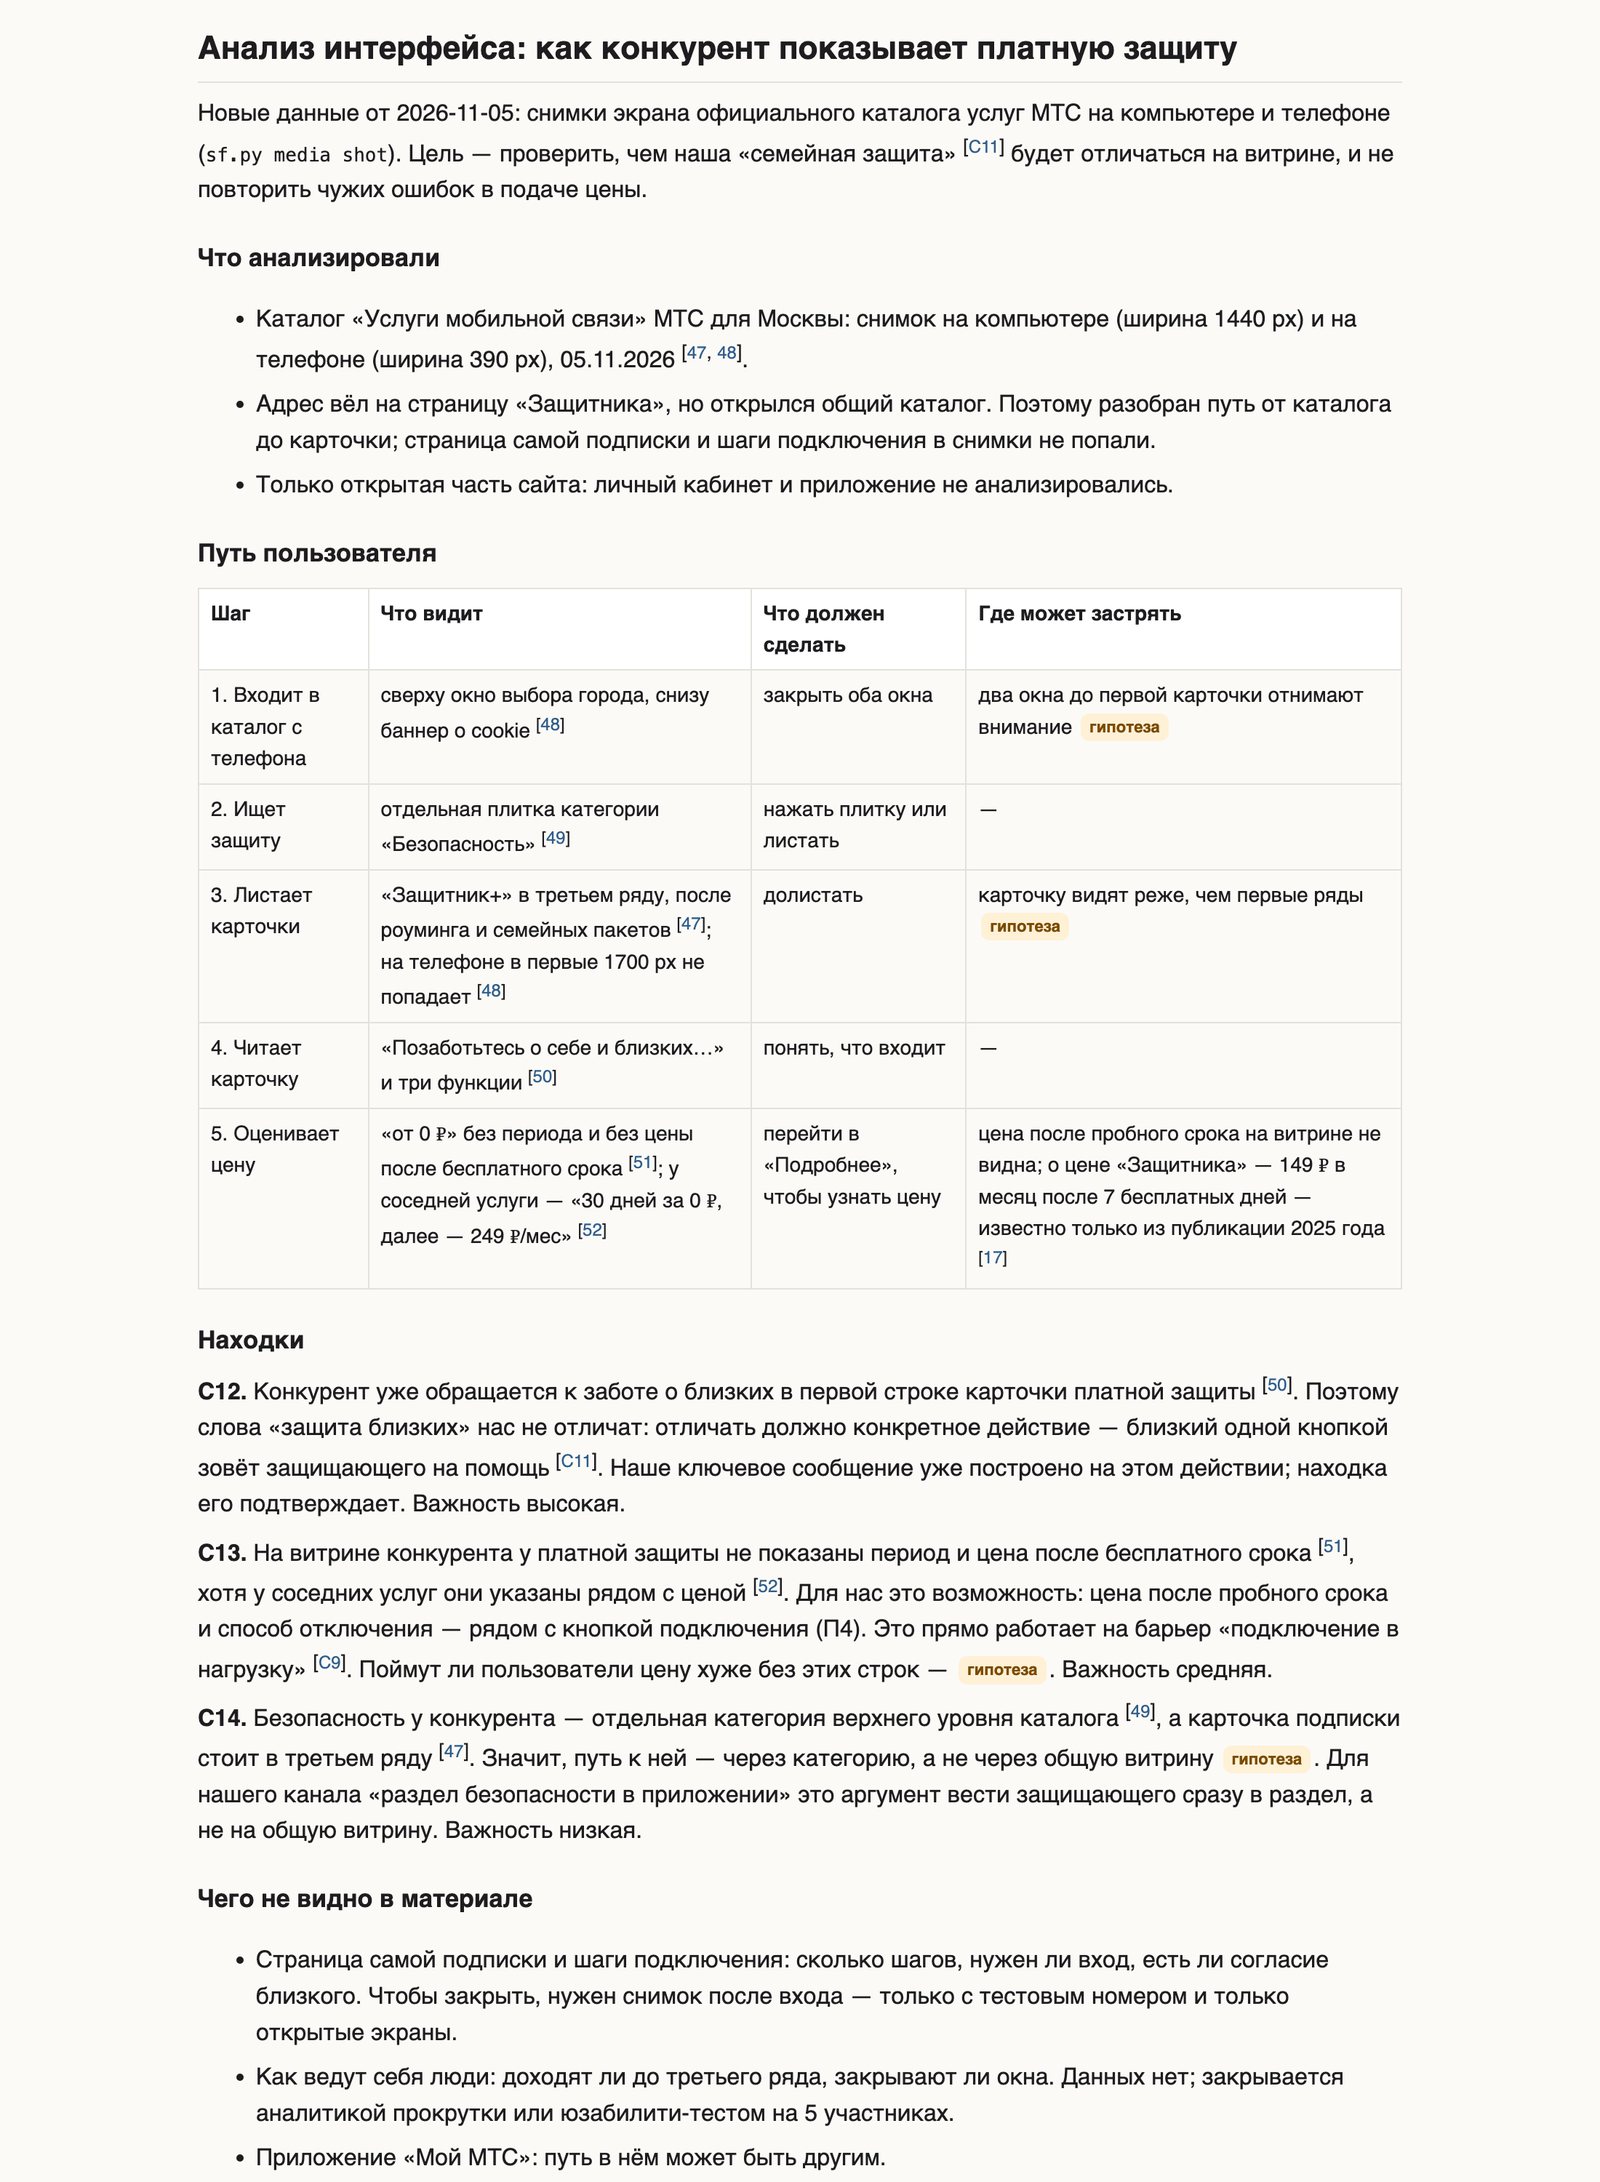 Анализ интерфейса: как конкурент показывает платную защиту
Новые данные от 2026-11-05: снимки экрана официального каталога услуг МТС на компьютере и телефоне
(sf.py media shot). Цель — проверить, чем наша «семейная защита» [C11] будет отличаться на витрине, и не
повторить чужих ошибок в подаче цены.
Что анализировали
• Каталог «Услуги мобильной связи» МТС для Москвы: снимок на компьютере (ширина 1440 px) и на
телефоне (ширина 390 px), 05.11.2026 [47, 48].
• Адрес вёл на страницу «Защитника», но открылся общий каталог. Поэтому разобран путь от каталога
до карточки; страница самой подписки и шаги подключения в снимки не попали.
• Только открытая часть сайта: личный кабинет и приложение не анализировались.
Путь пользователя
Шаг
Что видит
Что должен
сделать
Где может застрять
1. Входит в
каталог с
телефона
сверху окно выбора города, снизу
баннер о cookie [48]
закрыть оба окна
два окна до первой карточки отнимают
внимание гипотеза
2. Ищет
защиту
отдельная плитка категории
«Безопасность» [49]
нажать плитку или
листать
—
3. Листает
карточки
«Защитник+» в третьем ряду, после
роуминга и семейных пакетов [47];
на телефоне в первые 1700 px не
попадает [48]
долистать
карточку видят реже, чем первые ряды
гипотеза
4. Читает
карточку
«Позаботьтесь о себе и близких…»
и три функции [50]
понять, что входит
—
5. Оценивает
цену
«от 0 ₽» без периода и без цены
после бесплатного срока [51]; у
соседней услуги — «30 дней за 0 ₽,
далее — 249 ₽/мес» [52]
перейти в
«Подробнее»,
чтобы узнать цену
цена после пробного срока на витрине не
видна; о цене «Защитника» — 149 ₽ в
месяц после 7 бесплатных дней —
известно только из публикации 2025 года
[17]
Находки
C12. Конкурент уже обращается к заботе о близких в первой строке карточки платной защиты [50]. Поэтому
слова «защита близких» нас не отличат: отличать должно конкретное действие — близкий одной кнопкой
зовёт защищающего на помощь [C11]. Наше ключевое сообщение уже построено на этом действии; находка
его подтверждает. Важность высокая.
C13. На витрине конкурента у платной защиты не показаны период и цена после бесплатного срока [51],
хотя у соседних услуг они указаны рядом с ценой [52]. Для нас это возможность: цена после пробного срока
и способ отключения — рядом с кнопкой подключения (П4). Это прямо работает на барьер «подключение в
нагрузку» [C9]. Поймут ли пользователи цену хуже без этих строк — гипотеза. Важность средняя.
C14. Безопасность у конкурента — отдельная категория верхнего уровня каталога [49], а карточка подписки
стоит в третьем ряду [47]. Значит, путь к ней — через категорию, а не через общую витрину гипотеза. Для
нашего канала «раздел безопасности в приложении» это аргумент вести защищающего сразу в раздел, а
не на общую витрину. Важность низкая.
Чего не видно в материале
• Страница самой подписки и шаги подключения: сколько шагов, нужен ли вход, есть ли согласие
близкого. Чтобы закрыть, нужен снимок после входа — только с тестовым номером и только
открытые экраны.
• Как ведут себя люди: доходят ли до третьего ряда, закрывают ли окна. Данных нет; закрывается
аналитикой прокрутки или юзабилити-тестом на 5 участниках.
• Приложение «Мой МТС»: путь в нём может быть другим.